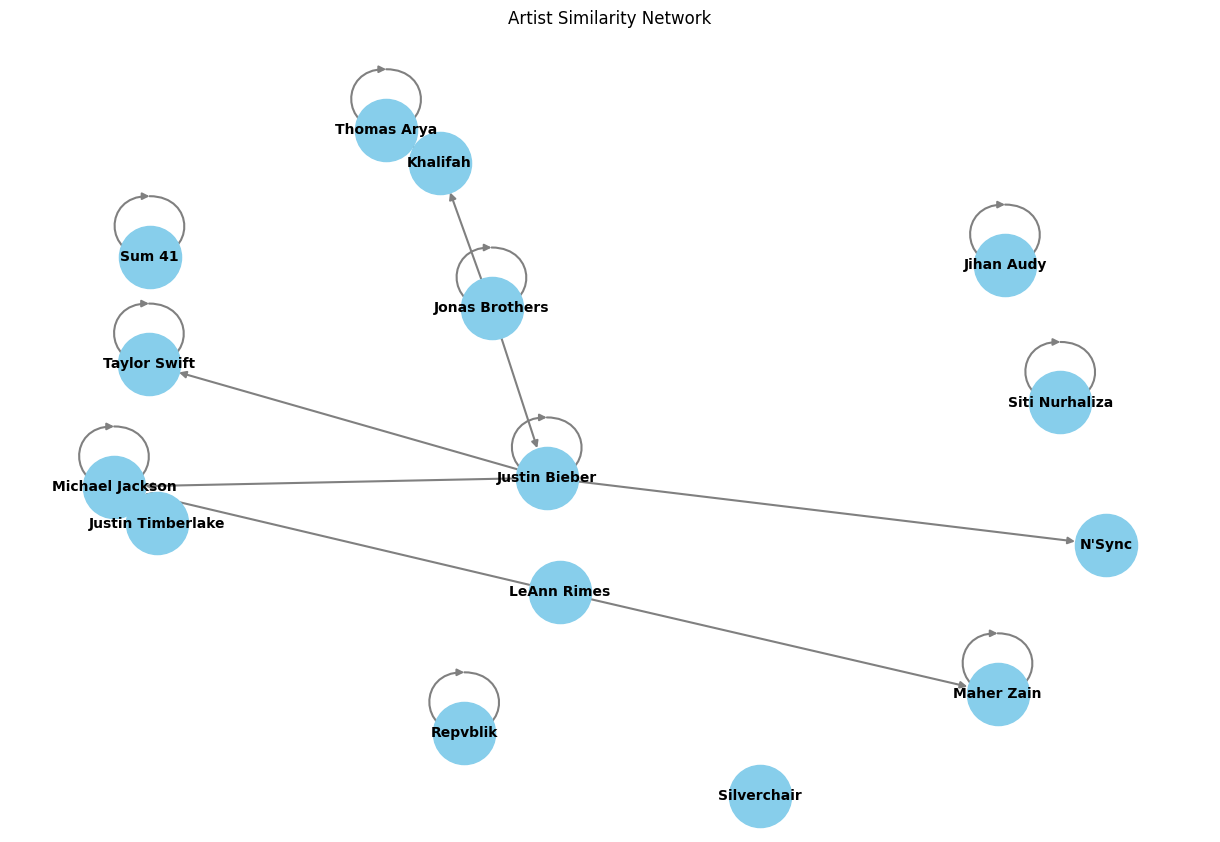 Artist Similarity Network
Thomas Arya
Khalifah
Sum 41
Jihan Audy
Jonas Brothers
Taylor Swift
Siti Nurhaliza
Justin Bieber
Michael Jackson
Justin Timberlake
N'Sync
LeAnn Rimes
Maher Zain
Repvblik
Silverchair